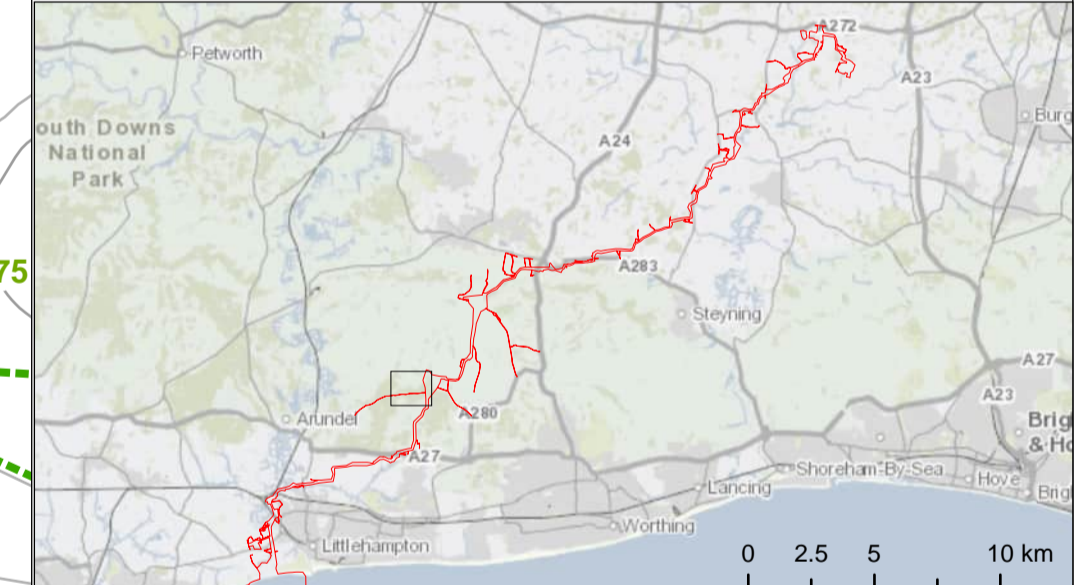 A272
Petworth
A23
Burg
outh Downs
National
Park
A24
75
A283
Steyning
A27
A23
Arundel
A280
Brig
& Ho
A27
Shoreham-By-Sea
Hove
Lancing
Brig
Worthing
Littlehampton
0 2.5 5 10 km